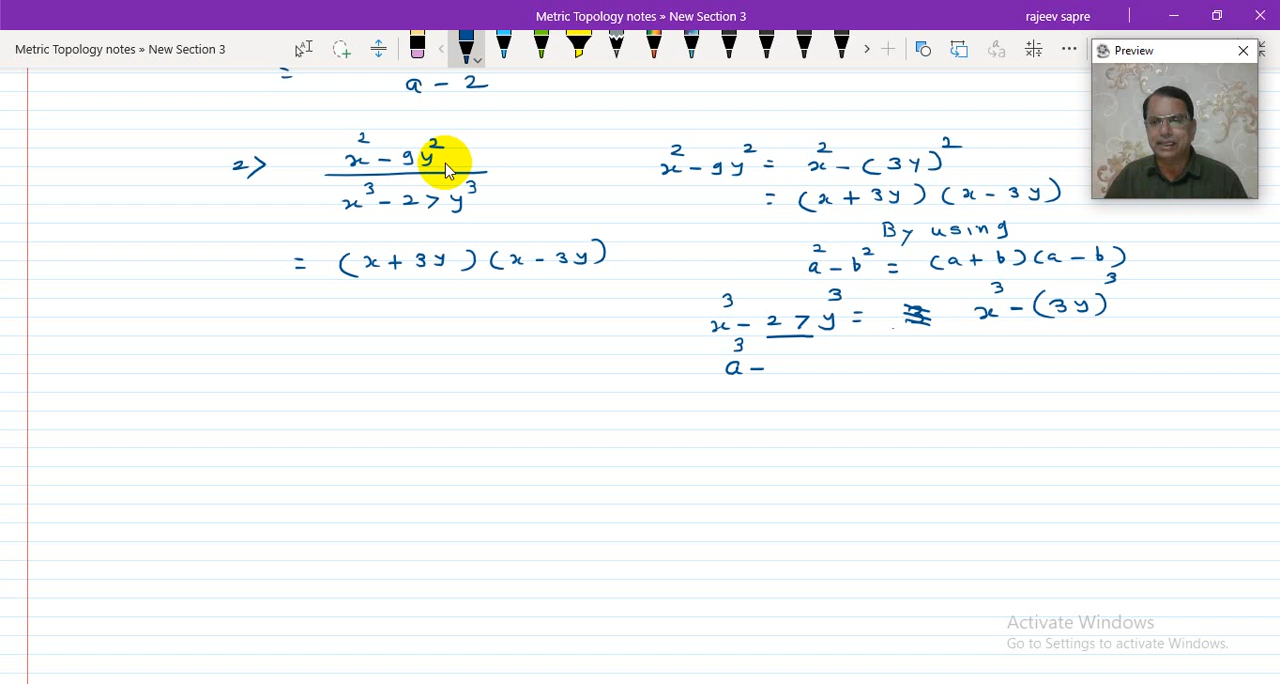 Metric Topology notes » New Section 3
rajeev sapre
Metric Topology notes » New Section 3
Preview
=
a - 2
2> x² - 9y² / x³ - 27y³
= (x + 3y) (x - 3y)
x² - 9y² = x² - (3y)²
= (x + 3y) (x - 3y)
By using
a² - b² = (a + b) (a - b)
x³ - 27y³ = x³ - (3y)³
a³ -
Activate Windows
Go to Settings to activate Windows.